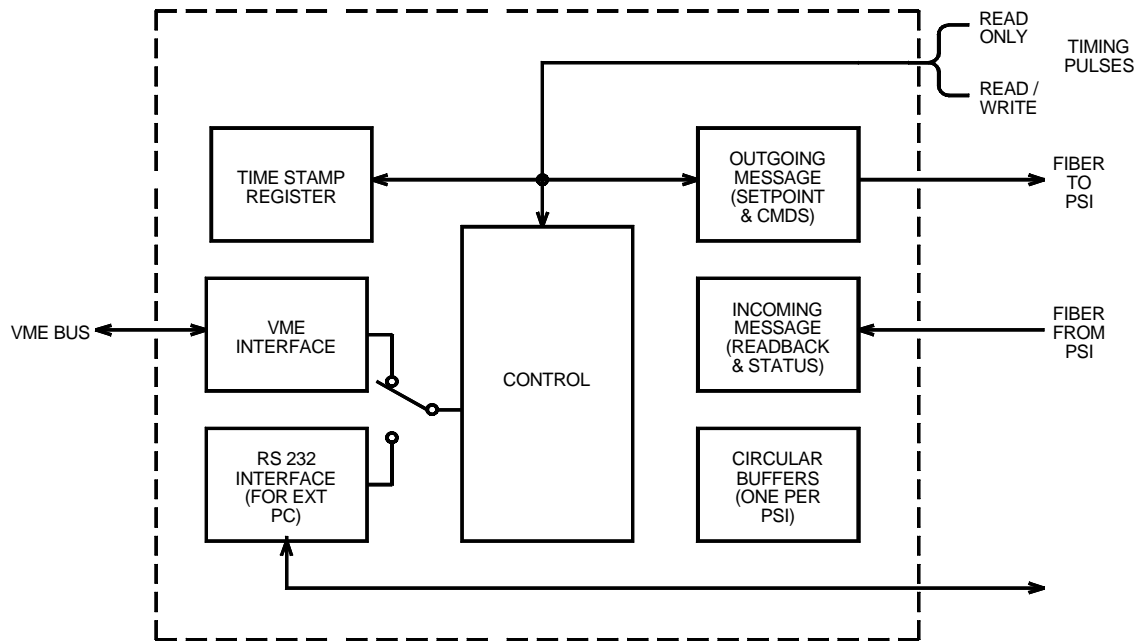 READ
ONLY
TIMING
PULSES
READ /
WRITE
TIME STAMP
REGISTER
OUTGOING
MESSAGE
(SETPOINT
& CMDS)
FIBER
TO
PSI
VME BUS
VME
INTERFACE
CONTROL
INCOMING
MESSAGE
(READBACK
& STATUS)
FIBER
FROM
PSI
RS 232
INTERFACE
(FOR EXT
PC)
CIRCULAR
BUFFERS
(ONE PER
PSI)